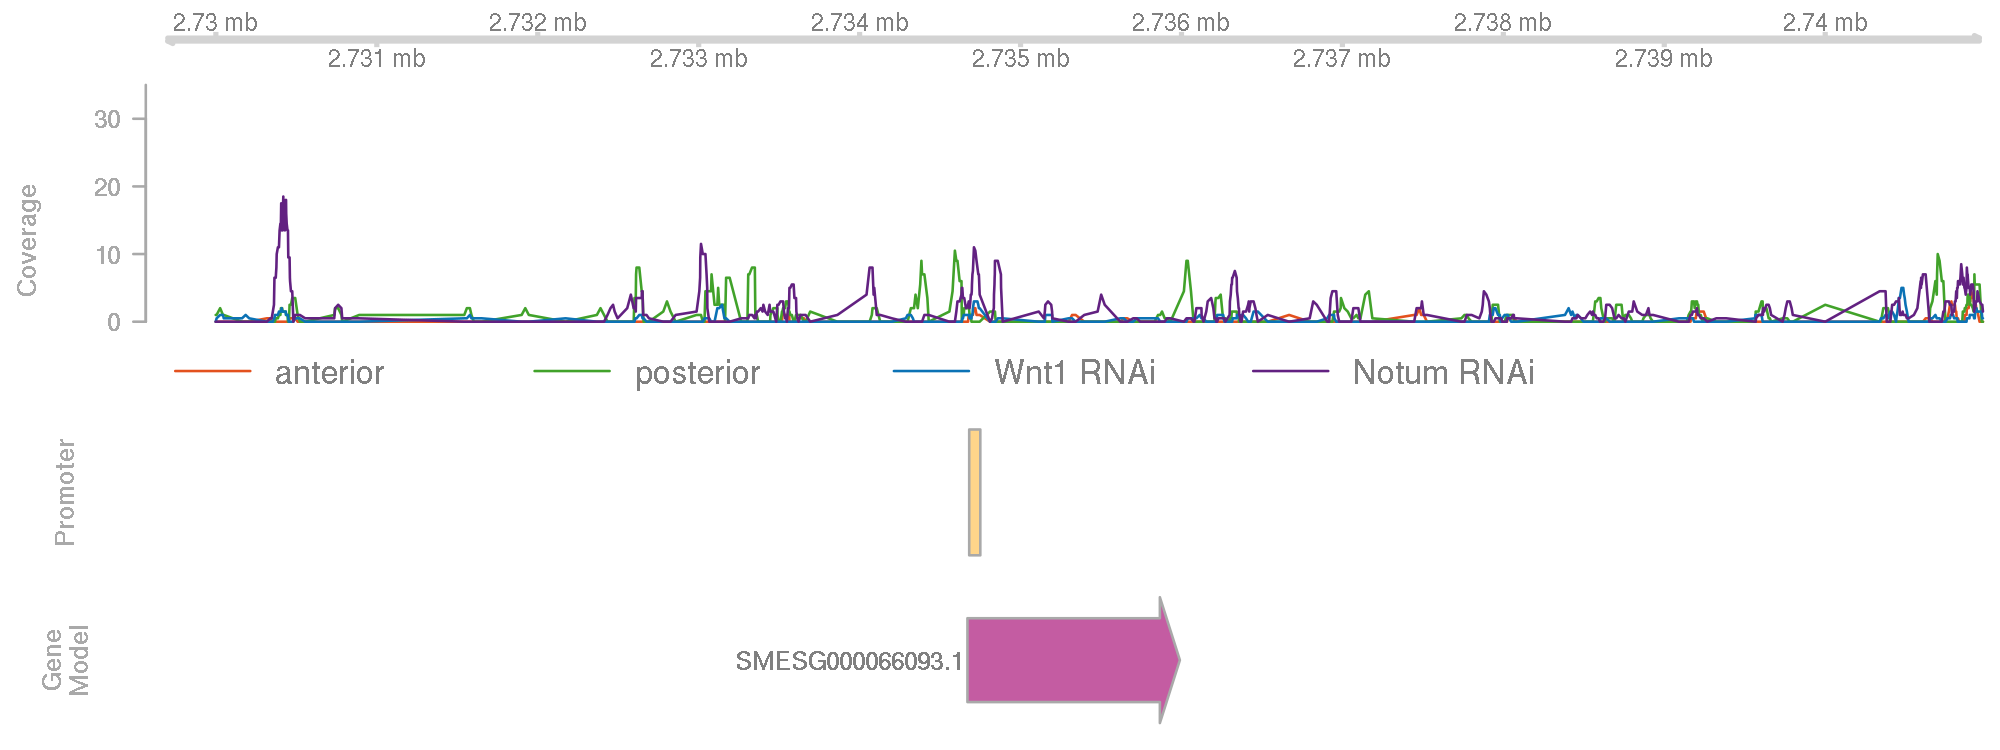 2.73 mb 2.732 mb 2.734 mb 2.736 mb 2.738 mb 2.74 mb
2.731 mb 2.733 mb 2.735 mb 2.737 mb 2.739 mb
Coverage
30
20
10
0
anterior posterior Wnt1 RNAi Notum RNAi
Promoter
0
Gene
Model
SMESG000066093.1